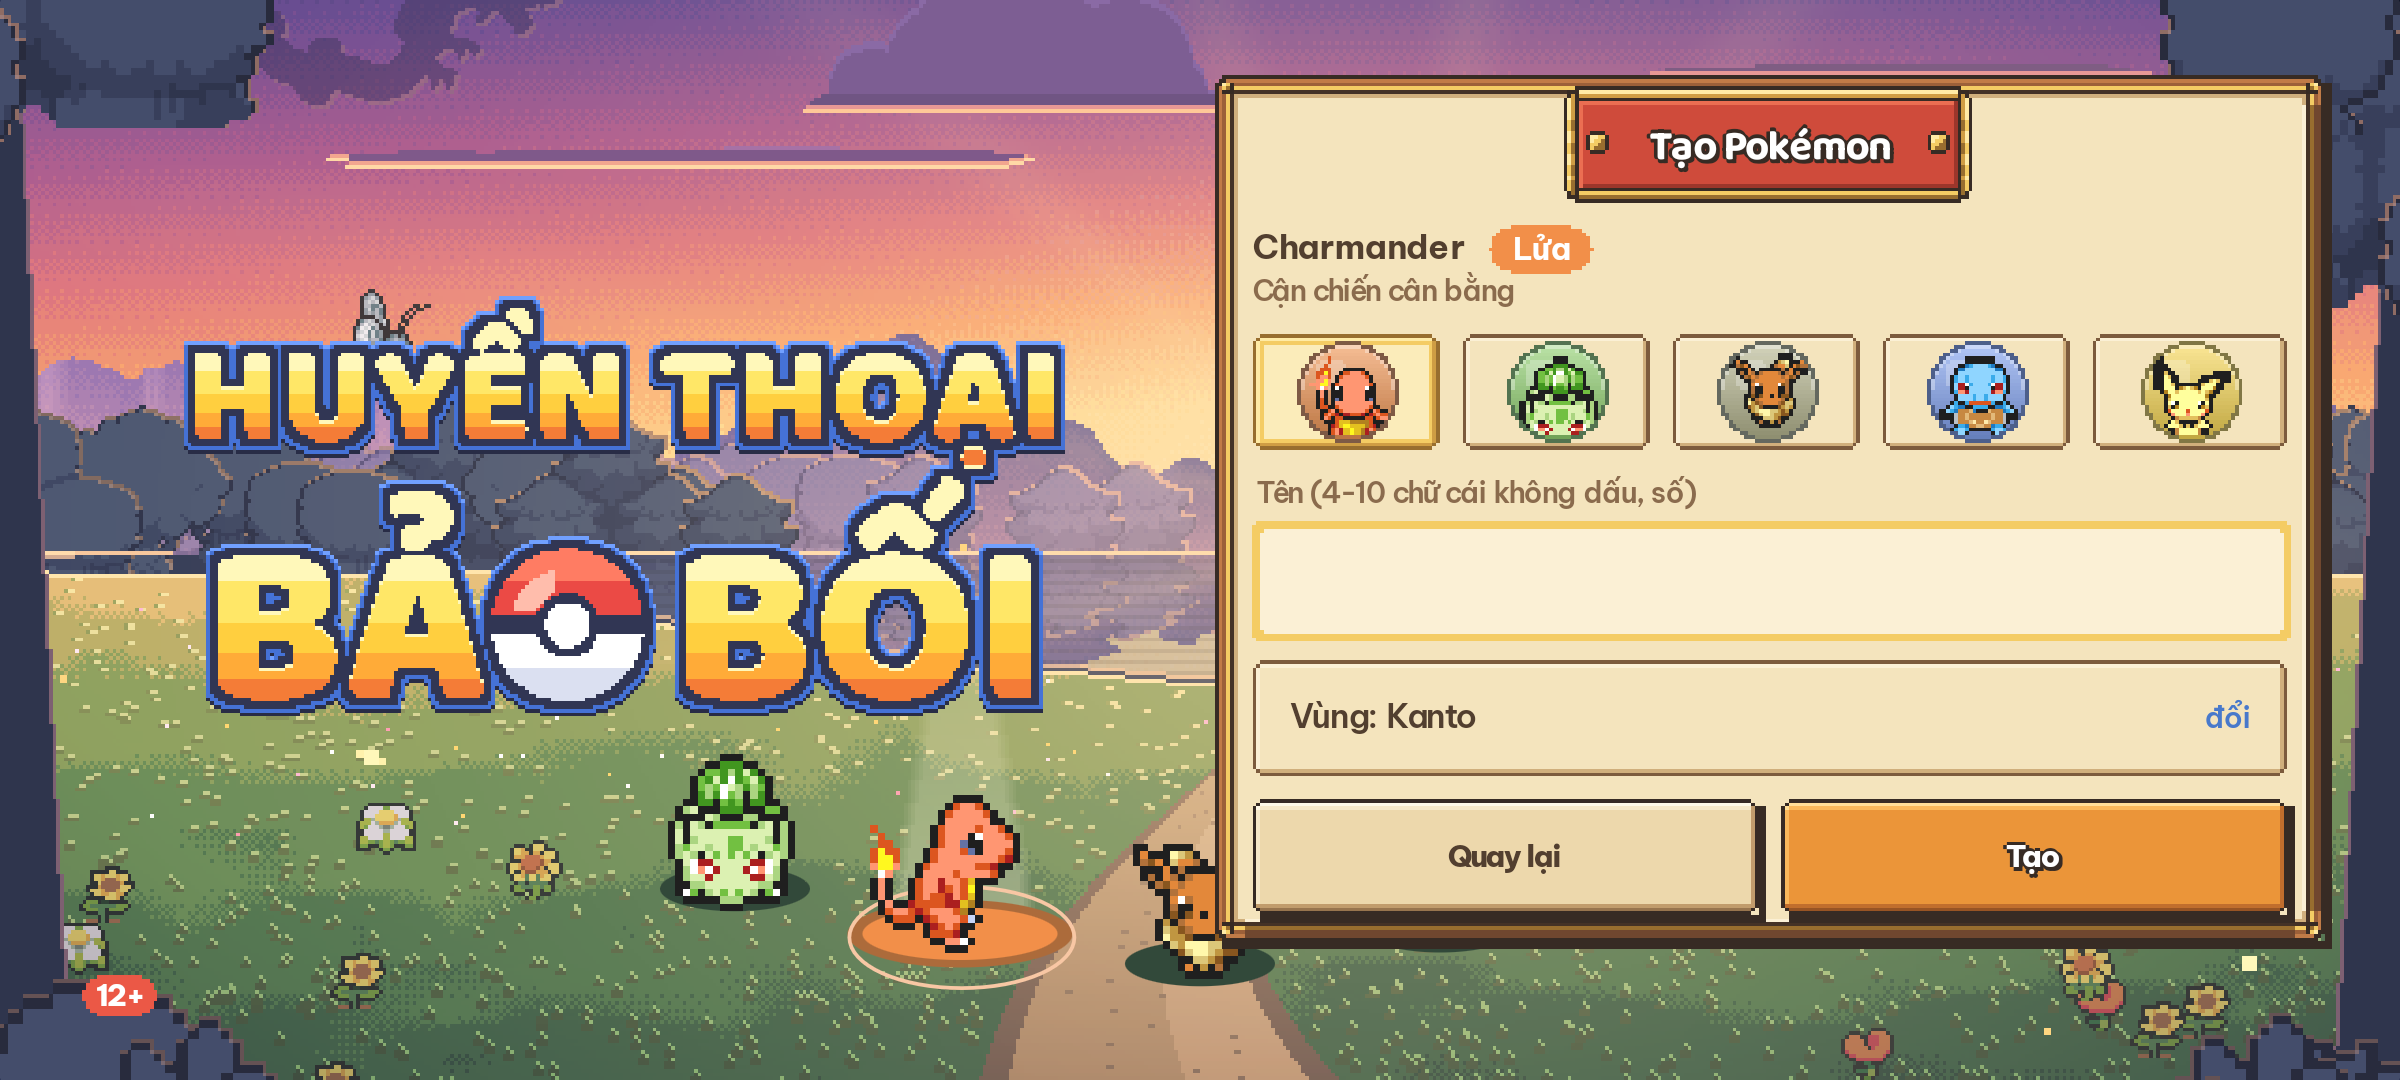 HUYỀN THOẠI
BẢO BỐI
12+
Tạo Pokémon
Charmander
Lửa
Cận chiến cân bằng
Tên (4-10 chữ cái không dấu, số)
Vùng: Kanto
đổi
Quay lại
Tạo